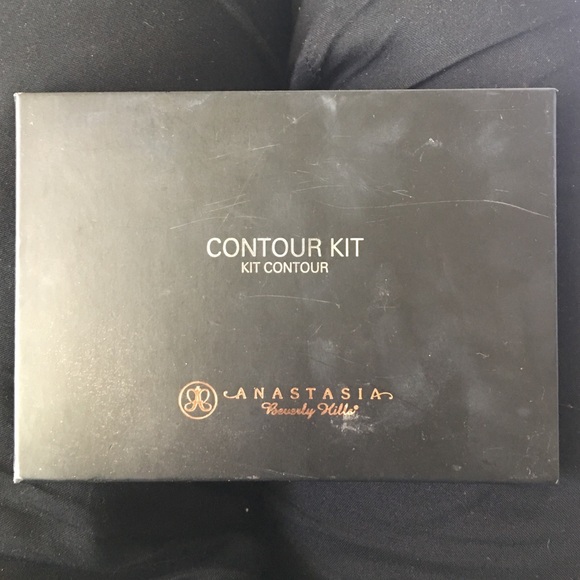 CONTOUR KIT
KIT CONTOUR
ANASTASIA
Beverly Hills®